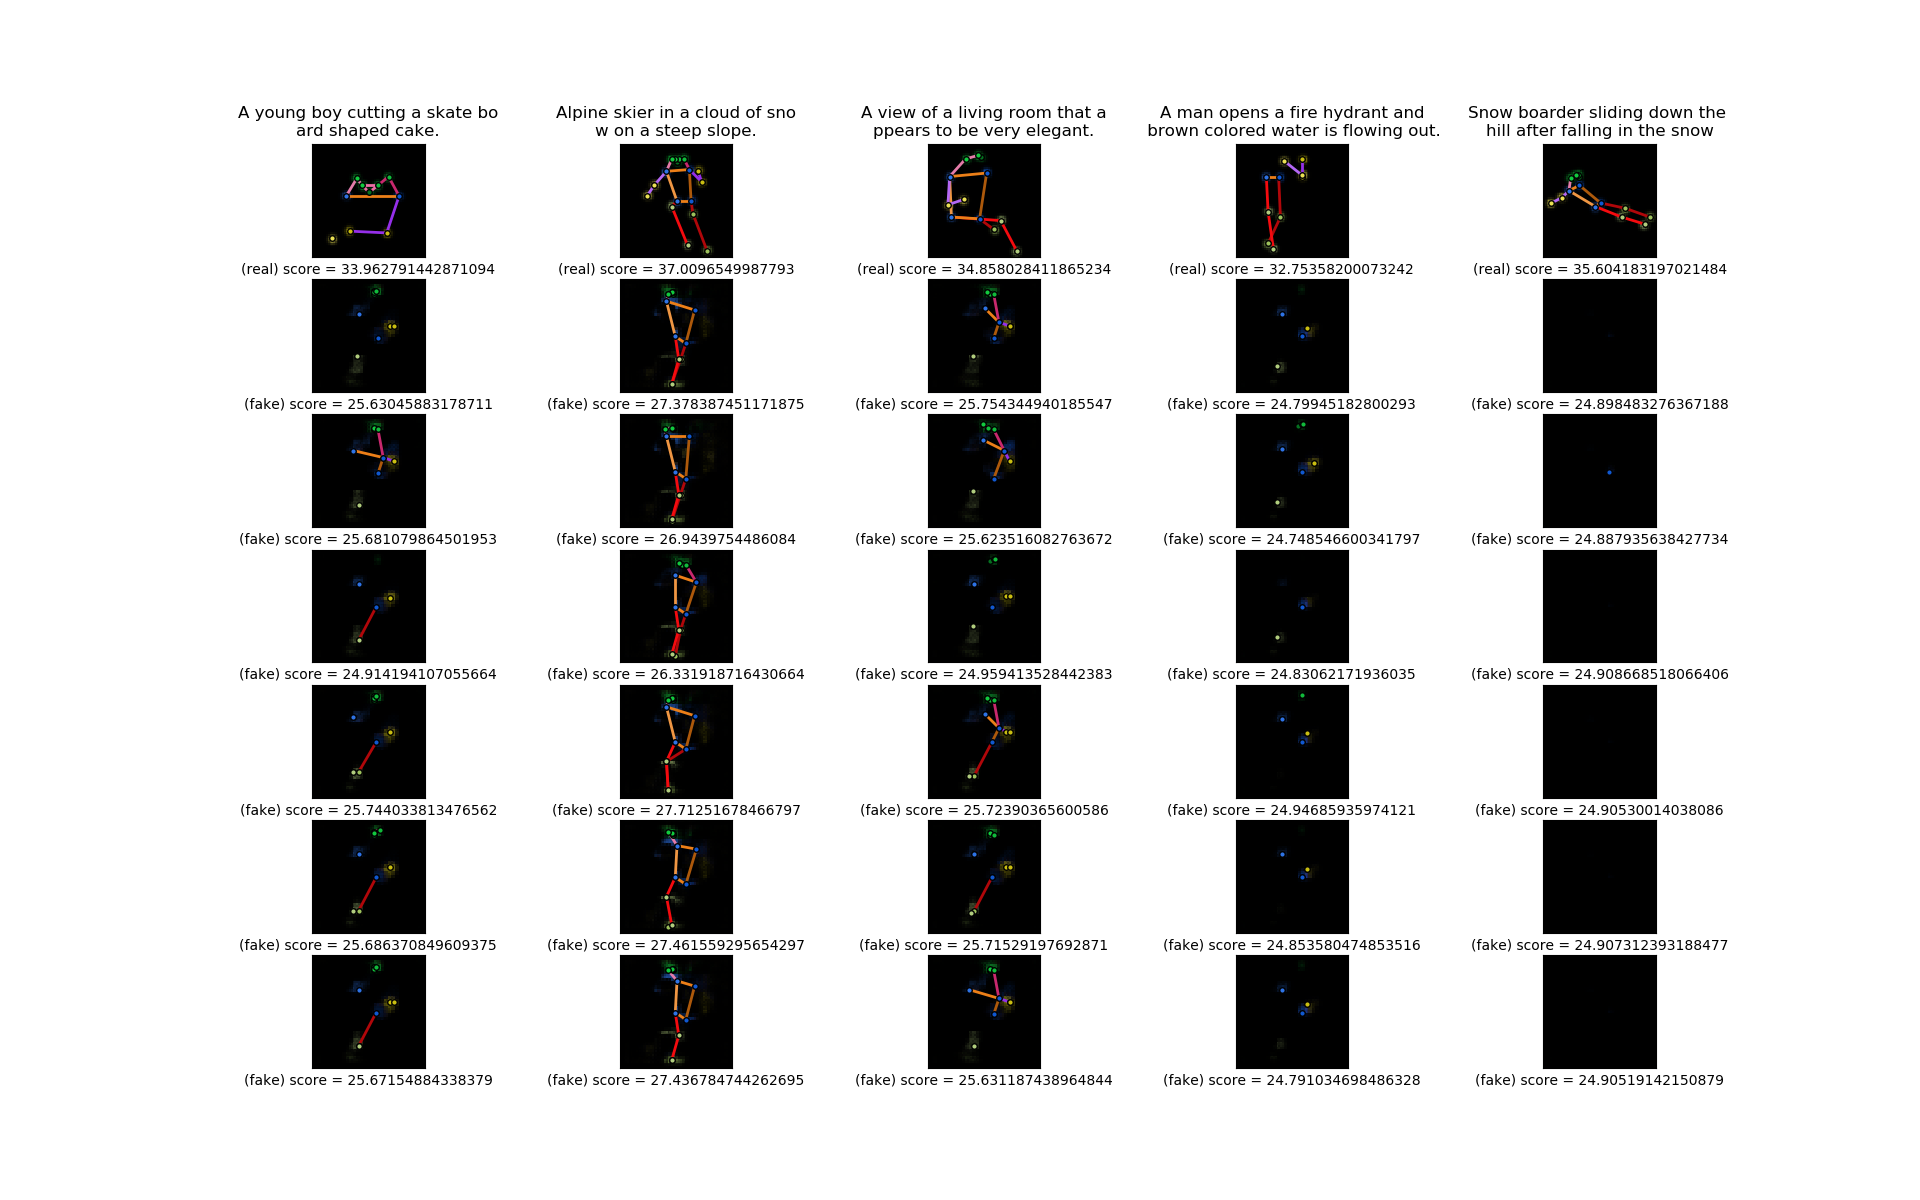 A young boy cutting a skate bo
ard shaped cake.
Alpine skier in a cloud of sno
w on a steep slope.
A view of a living room that a
ppears to be very elegant.
A man opens a fire hydrant and
brown colored water is flowing out.
Snow boarder sliding down the
hill after falling in the snow
(real) score = 33.962791442871094
(real) score = 37.0096549987793
(real) score = 34.858028411865234
(real) score = 32.75358200073242
(real) score = 35.604183197021484
(fake) score = 25.63045883178711
(fake) score = 27.378387451171875
(fake) score = 25.754344940185547
(fake) score = 24.79945182800293
(fake) score = 24.898483276367188
(fake) score = 25.681079864501953
(fake) score = 26.9439754486084
(fake) score = 25.623516082763672
(fake) score = 24.748546600341797
(fake) score = 24.887935638427734
(fake) score = 24.914194107055664
(fake) score = 26.331918716430664
(fake) score = 24.959413528442383
(fake) score = 24.83062171936035
(fake) score = 24.908668518066406
(fake) score = 25.744033813476562
(fake) score = 27.71251678466797
(fake) score = 25.72390365600586
(fake) score = 24.94685935974121
(fake) score = 24.90530014038086
(fake) score = 25.686370849609375
(fake) score = 27.461559295654297
(fake) score = 25.71529197692871
(fake) score = 24.853580474853516
(fake) score = 24.907312393188477
(fake) score = 25.67154884338379
(fake) score = 27.436784744262695
(fake) score = 25.631187438964844
(fake) score = 24.791034698486328
(fake) score = 24.90519142150879